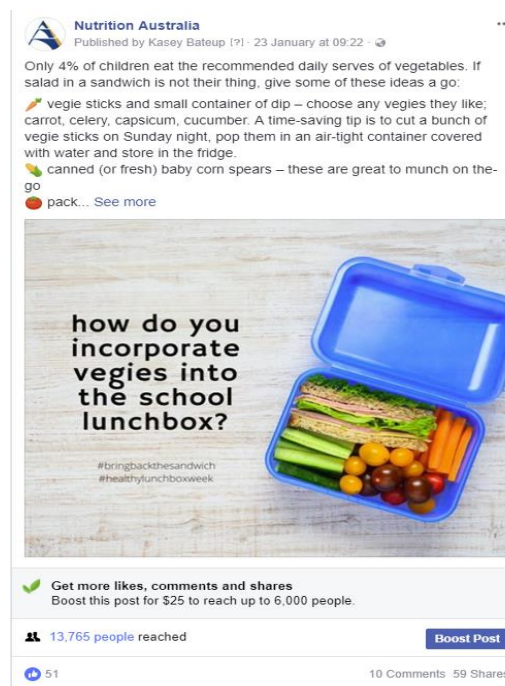 Nutrition Australia
Published by Kasey Bateup [?] · 23 January at 09:22 ·
Only 4% of children eat the recommended daily serves of vegetables. If
salad in a sandwich is not their thing, give some of these ideas a go:
🥕 vegie sticks and small container of dip – choose any vegies they like;
carrot, celery, capsicum, cucumber. A time-saving tip is to cut a bunch of
vegie sticks on Sunday night, pop them in an air-tight container covered
with water and store in the fridge.
🌽 canned (or fresh) baby corn spears – these are great to munch on the-
go
🍅 pack... See more
how do you
incorporate
vegies into
the school
lunchbox?
#bringbackthesandwich
#healthylunchboxweek
Get more likes, comments and shares
Boost this post for $25 to reach up to 6,000 people.
13,765 people reached
Boost Post
51
10 Comments 59 Shares